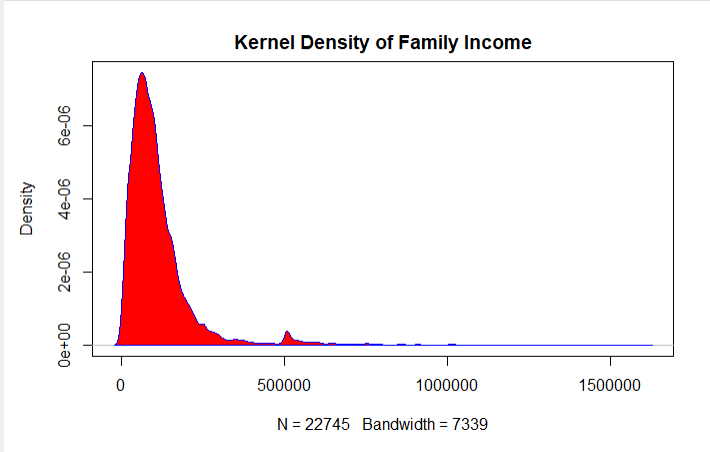 Kernel Density of Family Income
Density
6e-06
4e-06
2e-06
0e+00
0 500000 1000000 1500000
N = 22745 Bandwidth = 7339